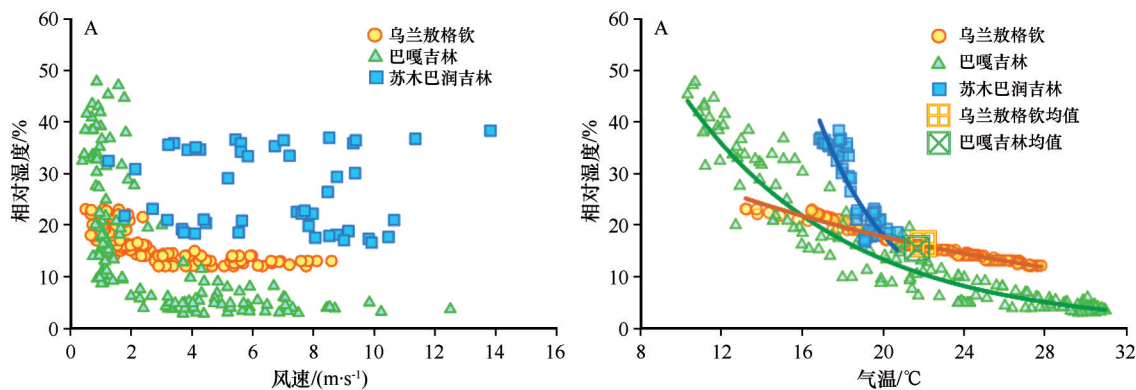 60
50
40
30
20
10
0
相对湿度/%
A
乌兰敖格钦
巴嘎吉林
苏木巴润吉林
0 2 4 6 8 10 12 14 16
风速/(m·s⁻¹)
60
50
40
30
20
10
0
相对湿度/%
A
乌兰敖格钦
巴嘎吉林
苏木巴润吉林
乌兰敖格钦均值
巴嘎吉林均值
8 12 16 20 24 28 32
气温/℃